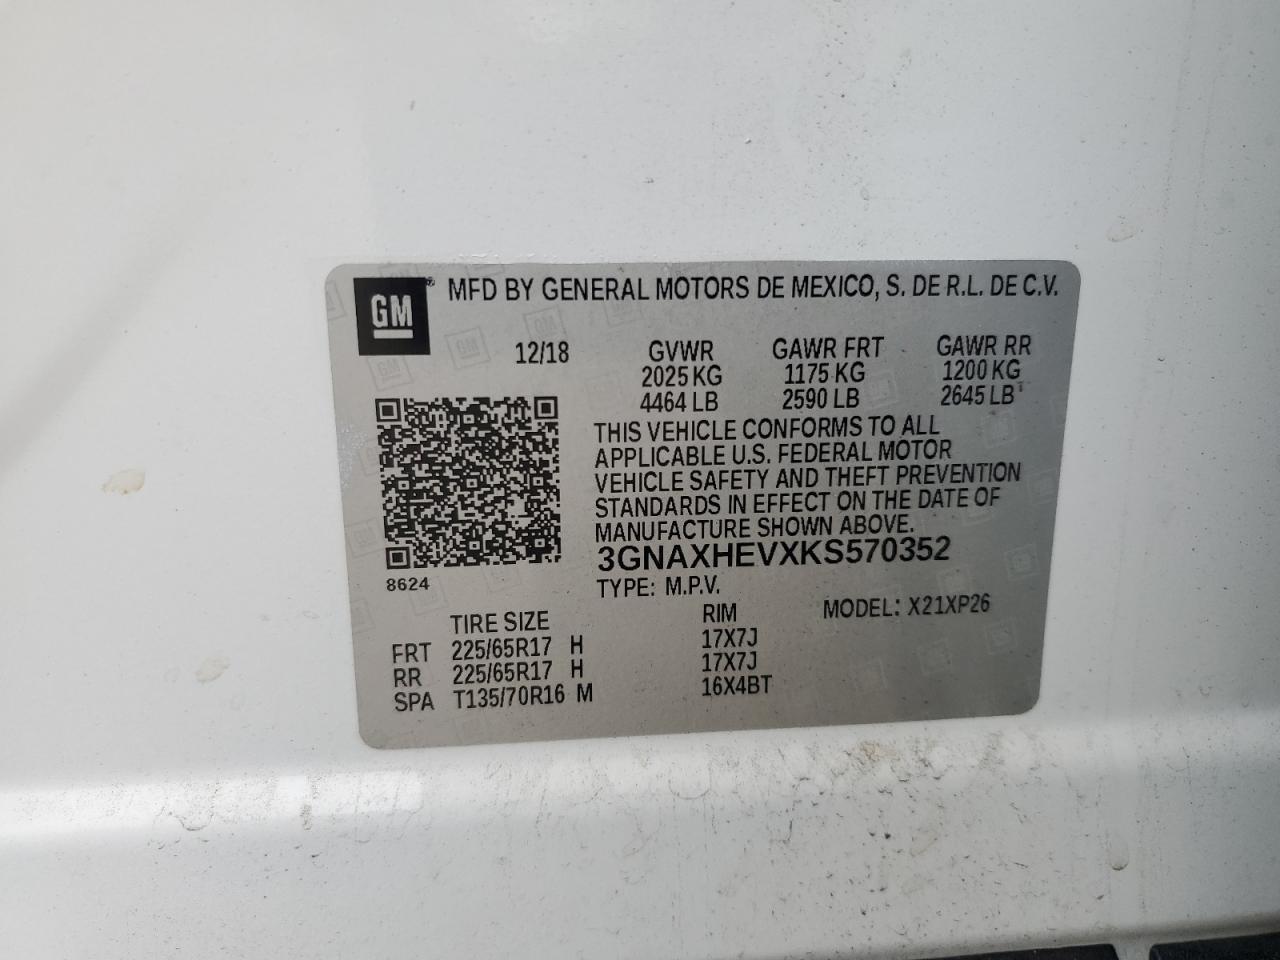 GM ® MFD BY GENERAL MOTORS DE MEXICO, S. DE R.L. DE C.V.
12/18 GVWR GAWR FRT GAWR RR
2025 KG 1175 KG 1200 KG
4464 LB 2590 LB 2645 LB
THIS VEHICLE CONFORMS TO ALL
APPLICABLE U.S. FEDERAL MOTOR
VEHICLE SAFETY AND THEFT PREVENTION
STANDARDS IN EFFECT ON THE DATE OF
MANUFACTURE SHOWN ABOVE.
3GNAXHEVXKS570352
8624 TYPE: M.P.V.
MODEL: X21XP26
TIRE SIZE RIM
FRT 225/65R17 H 17X7J
RR 225/65R17 H 17X7J
SPA T135/70R16 M 16X4BT